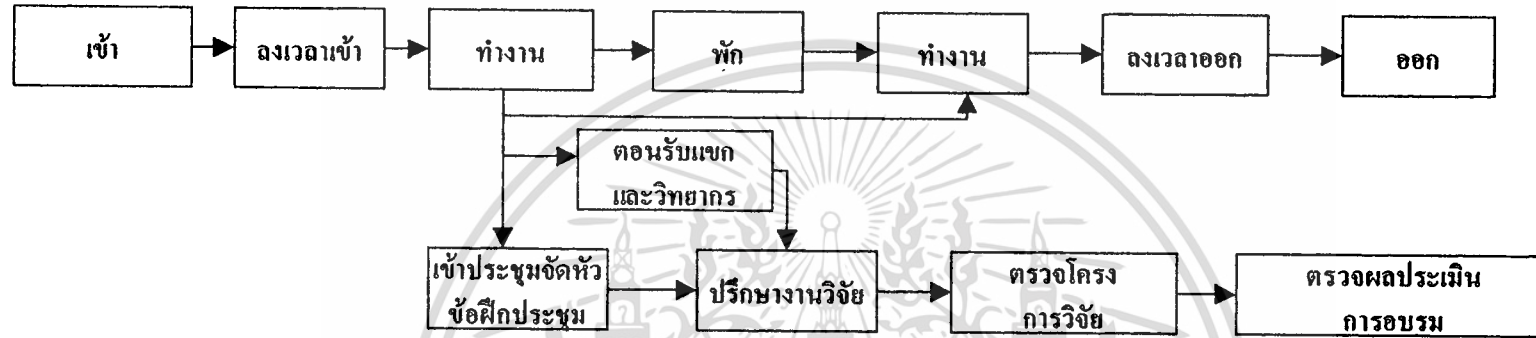 เข้า
ลงเวลาเข้า
ทำงาน
พัก
ทำงาน
ลงเวลาออก
ออก
ตอนรับแขก
และวิทยากร
เข้าประชุมจัดหัว
ข้อฝึกประชุม
ปรึกษางานวิจัย
ตรวจโครง
การวิจัย
ตรวจผลประเมิน
การอบรม